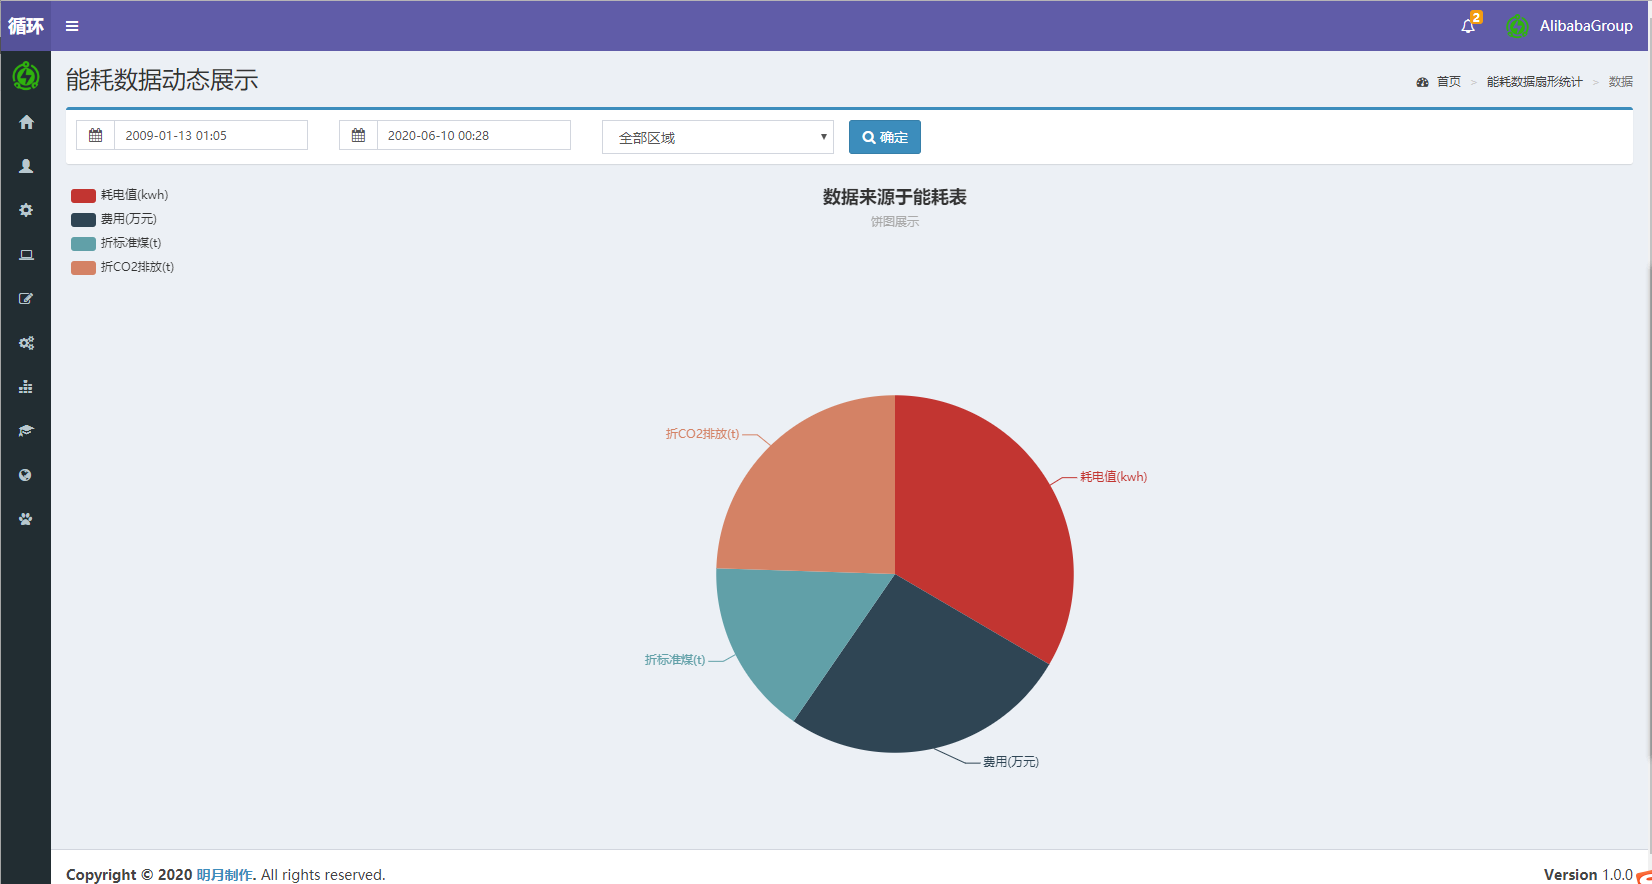 循环
2
AlibabaGroup
能耗数据动态展示
首页 > 能耗数据扇形统计 > 数据
2009-01-13 01:05
2020-06-10 00:28
全部区域
确定
耗电值(kwh)
费用(万元)
折标准煤(t)
折CO2排放(t)
数据来源于能耗表
饼图展示
折CO2排放(t)
耗电值(kwh)
折标准煤(t)
费用(万元)
Copyright © 2020 明月制作. All rights reserved.
Version 1.0.0